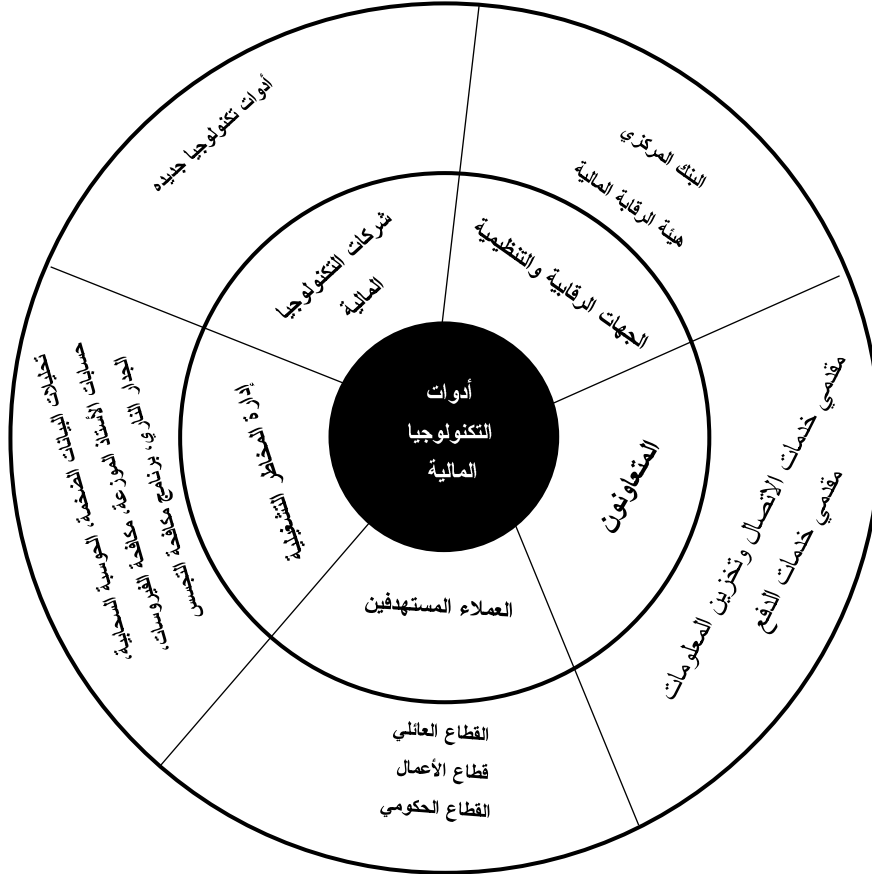 أدوات
التكنولوجيا
المالية
الجهات الرقابية والتنظيمية
البنك المركزي
هيئة الرقابة المالية
المتعاونون
مقدمي خدمات الاتصال وتخزين المعلومات
مقدمي خدمات الدفع
العملاء المستهدفين
القطاع العائلي
قطاع الأعمال
القطاع الحكومي
إدارة المخاطر التشغيلية
تحليلات البيانات الضخمة، الحوسبة السحابية،
حسابات الأستاذ الموزعة، مكافحة الفيروسات،
الجدار الناري، برنامج مكافحة التجسس
شركات التكنولوجيا
المالية
أدوات تكنولوجيا جديده